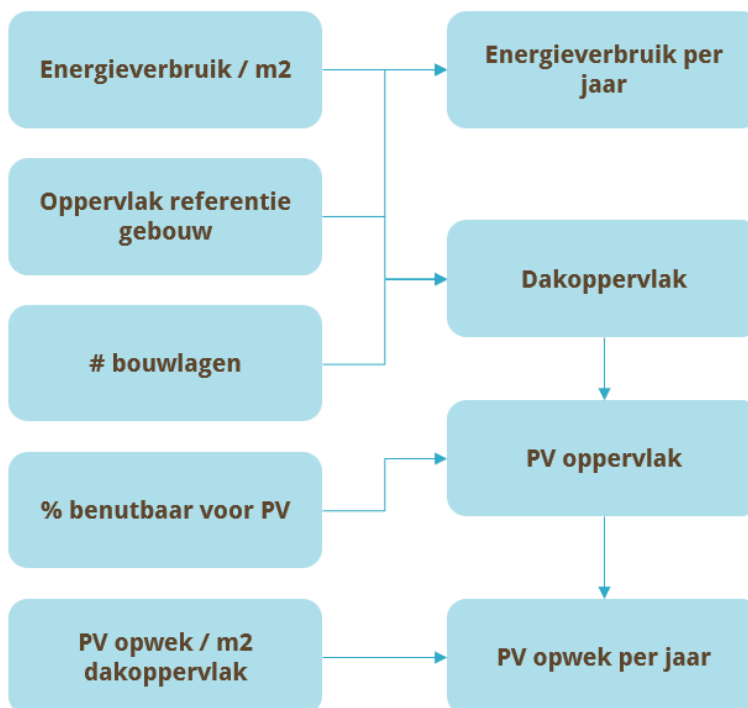 Energieverbruik / m2
Energieverbruik per
jaar
Oppervlak referentie
gebouw
Dakoppervlak
# bouwlagen
PV oppervlak
% benutbaar voor PV
PV opwek / m2
dakoppervlak
PV opwek per jaar